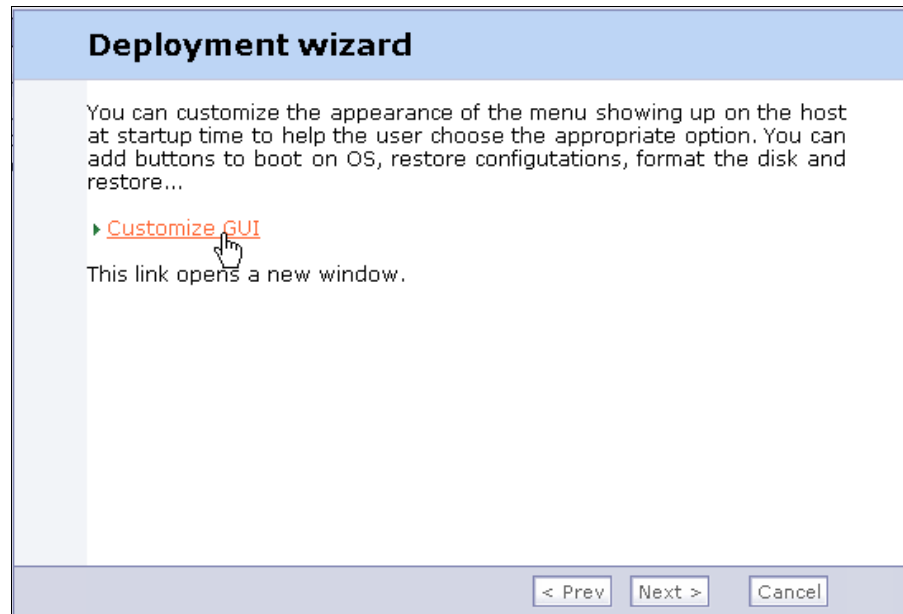 Deployment wizard
You can customize the appearance of the menu showing up on the host
at startup time to help the user choose the appropriate option. You can
add buttons to boot on OS, restore configutations, format the disk and
restore...
Customize GUI
This link opens a new window.
< Prev Next > Cancel